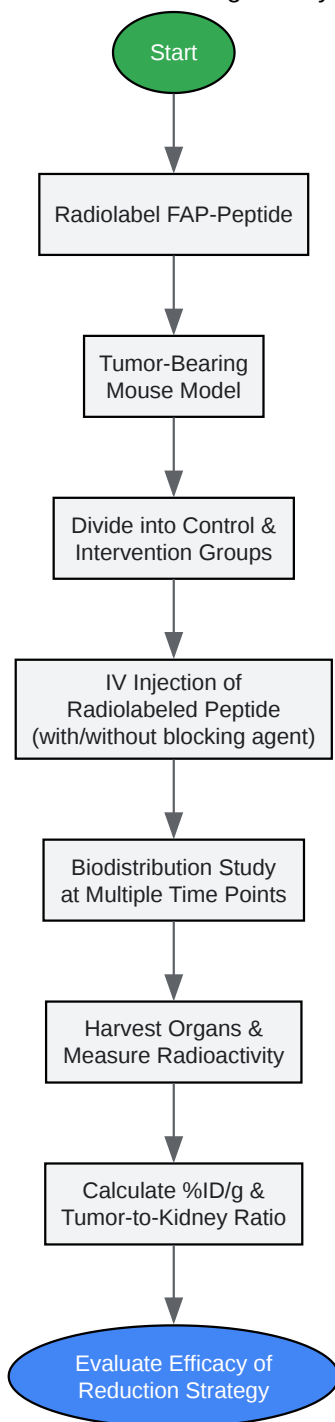 Start
Radiolabel FAP-Peptide
Tumor-Bearing
Mouse Model
Divide into Control &
Intervention Groups
IV Injection of
Radiolabeled Peptide
(with/without blocking agent)
Biodistribution Study
at Multiple Time Points
Harvest Organs &
Measure Radioactivity
Calculate %ID/g &
Tumor-to-Kidney Ratio
Evaluate Efficacy of
Reduction Strategy